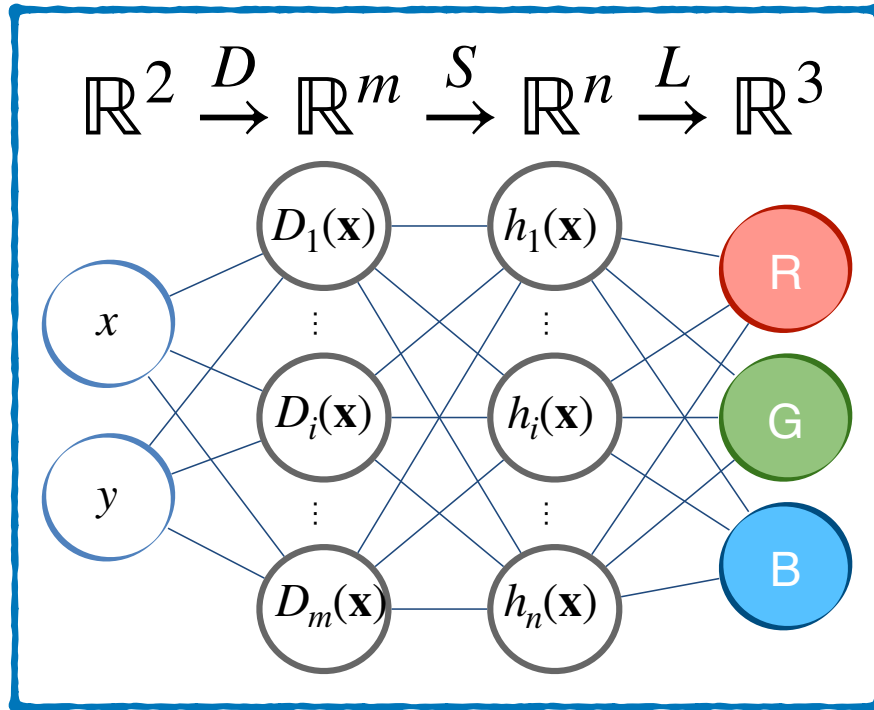 ℝ² D→ ℝᵐ S→ ℝⁿ L→ ℝ³
D₁(𝐱) h₁(𝐱)
R
x
⋮ ⋮
Dᵢ(𝐱) hᵢ(𝐱) G
y
⋮ ⋮
B
Dₘ(𝐱) hₙ(𝐱)